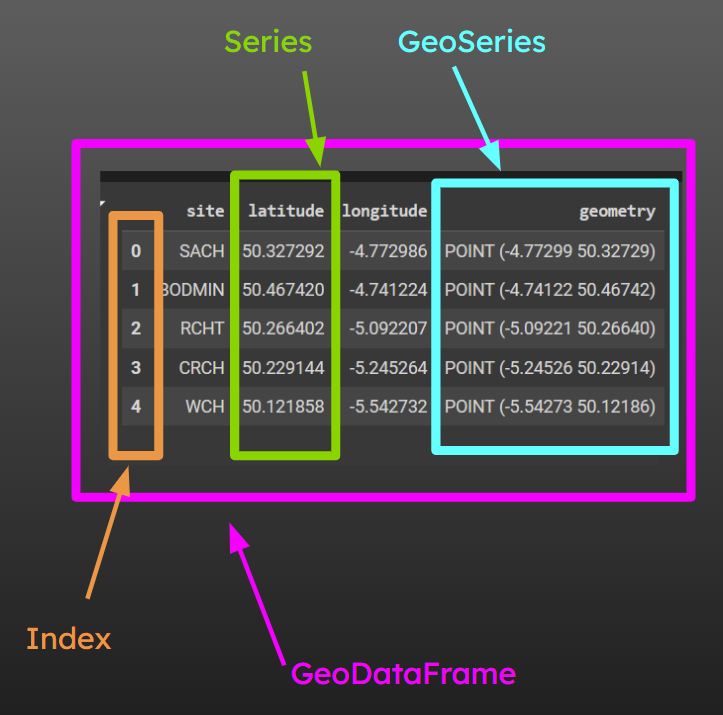 Series GeoSeries
site latitude longitude geometry
0 SACH 50.327292 -4.772986 POINT (-4.77299 50.32729)
1 BODMIN 50.467420 -4.741224 POINT (-4.74122 50.46742)
2 RCHT 50.266402 -5.092207 POINT (-5.09221 50.26640)
3 CRCH 50.229144 -5.245264 POINT (-5.24526 50.22914)
4 WCH 50.121858 -5.542732 POINT (-5.54273 50.12186)
Index
GeoDataFrame